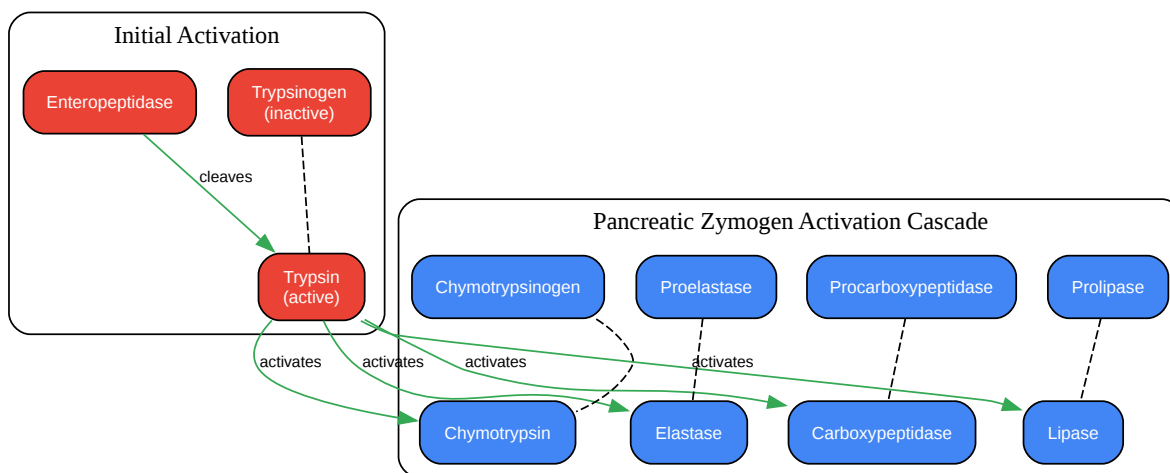 Initial Activation
Enteropeptidase
Trypsinogen
(inactive)
cleaves
Trypsin
(active)
Pancreatic Zymogen Activation Cascade
Chymotrypsinogen
Proelastase
Procarboxypeptidase
Prolipase
activates
activates
activates
activates
Chymotrypsin
Elastase
Carboxypeptidase
Lipase